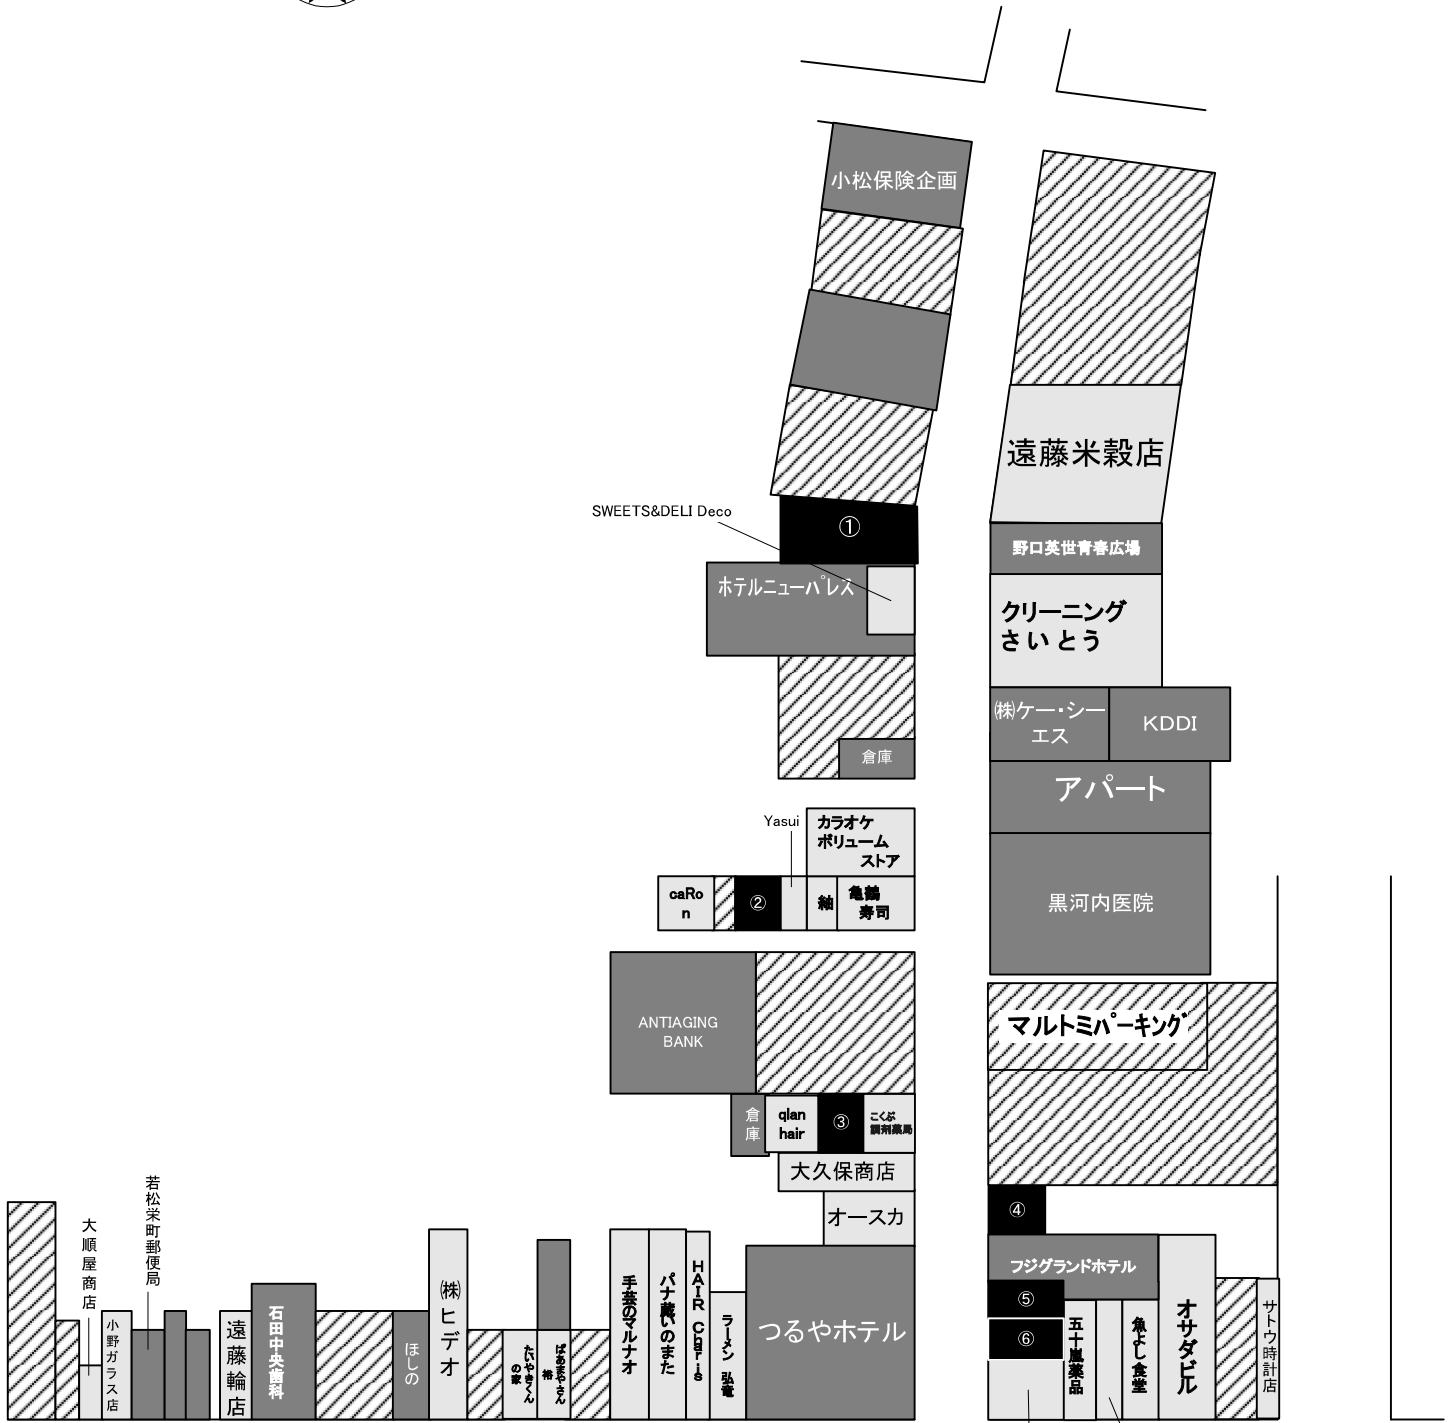 小松保険企画
遠藤米穀店
SWEETS&DELI Deco
①
野口英世青春広場
ホテルニューパレス
クリーニング
さいとう
㈱ケー・シー
エス
KDDI
倉庫
アパート
Yasui
カラオケ
ボリューム
ストア
caRo
n
②
紬
亀鶴
寿司
黒河内医院
ANTIAGING
BANK
マルトミパーキング
倉庫
qlan
hair
③
こくぶ
調剤薬局
大久保商店
オースカ
④
フジグランドホテル
⑤
⑥
大順屋商店
若松栄町郵便局
小野ガラス店
遠藤輪店
石田中央歯科
ほしの
㈱ヒデオ
たいやきくん
の家
ぱあまやさん
裕
手芸のマルナオ
パナ蔵いのまた
HAIR Charis
ラーメン 弘竜
つるやホテル
五十嵐薬品
魚よし食堂
オサダビル
サトウ時計店